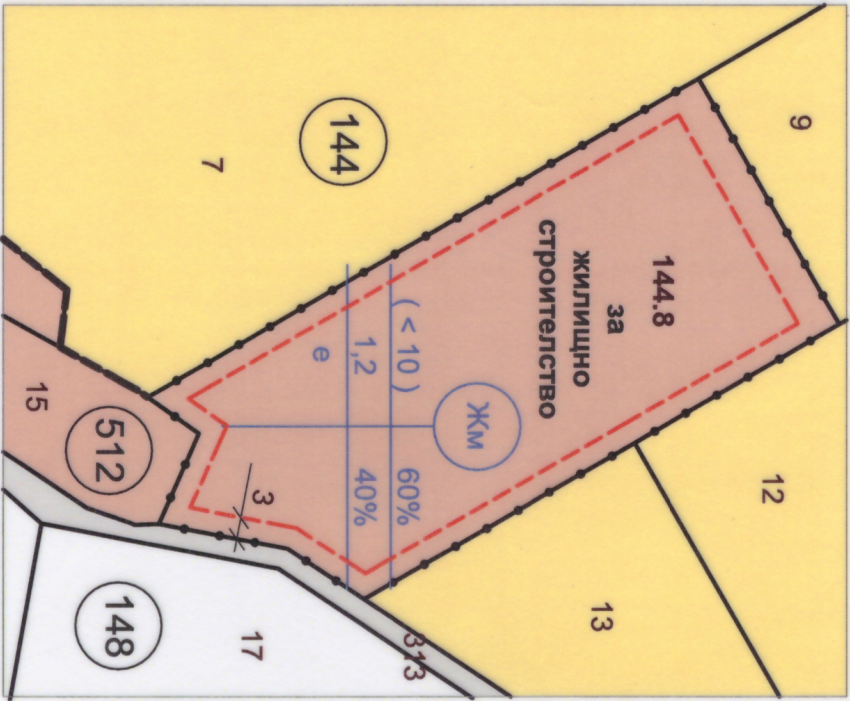 9
12
144.8
за
жилищно
строителство
13
Жм
( < 10 ) 60%
1,2 40%
е
313
144
3
17
7
148
512
15